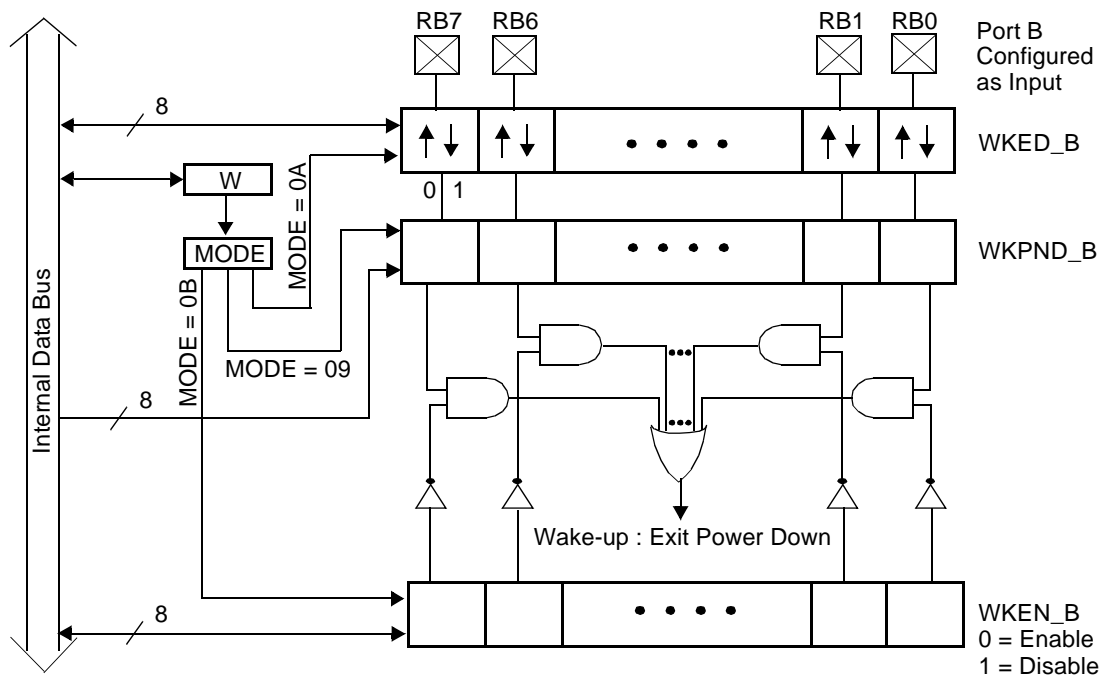 RB7 RB6 RB1 RB0
Port B
Configured
as Input
8
WKED_B
W
MODE = 0A
0 1
MODE
WKPND_B
MODE = 0B
MODE = 09
Internal Data Bus
8
Wake-up : Exit Power Down
8
WKEN_B
0 = Enable
1 = Disable